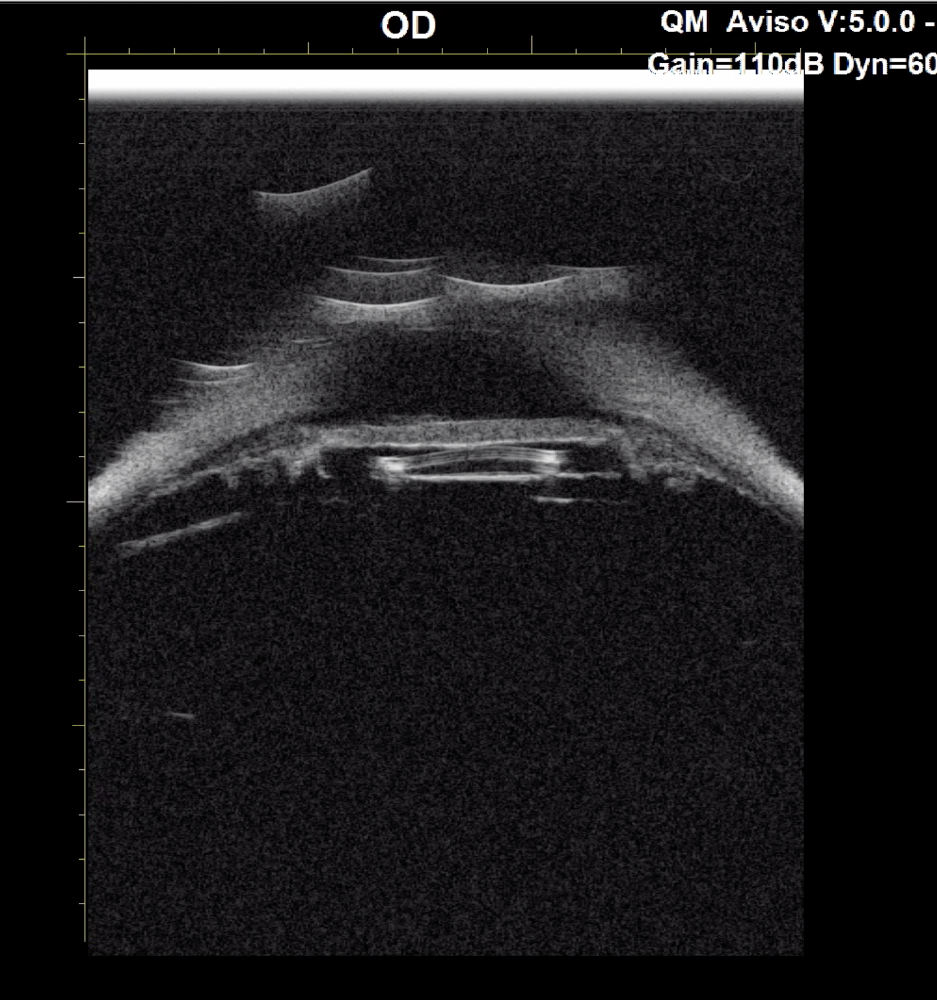 OD
QM Aviso V:5.0.0 -
Gain=110dB Dyn=60